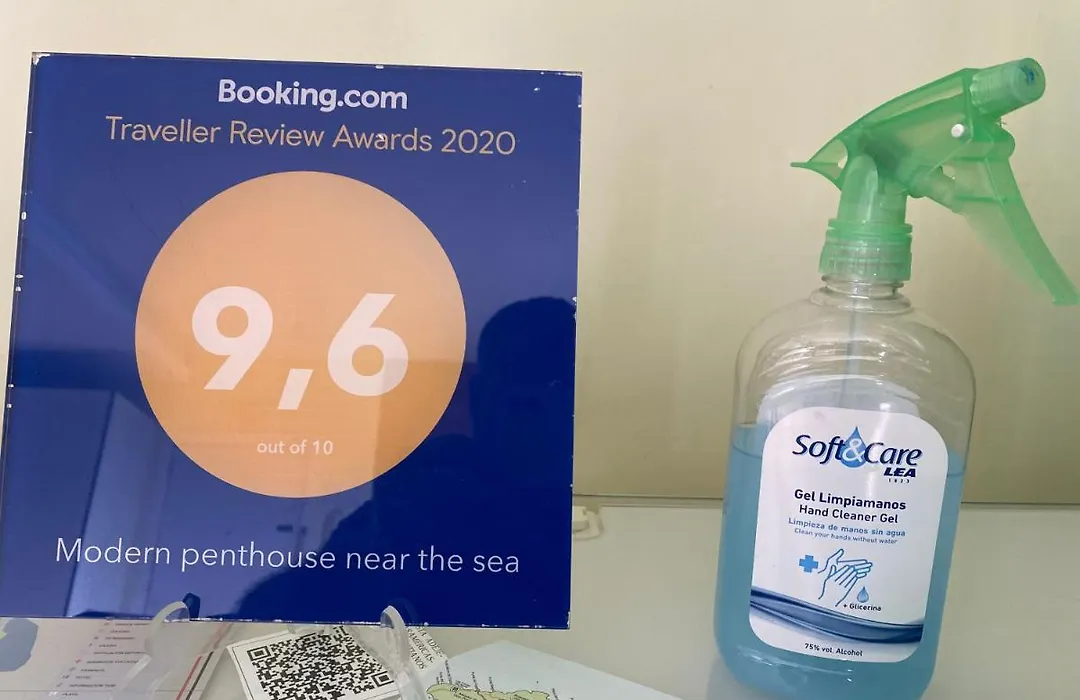 Booking.com
Traveller Review Awards 2020
9,6
out of 10
Modern penthouse near the sea
Soft&Care
LEA
1823
Gel Limpiamanos
Hand Cleaner Gel
Limpieza de manos sin agua
Clean your hands without water
+ Glicerina
75% vol. Alcohol